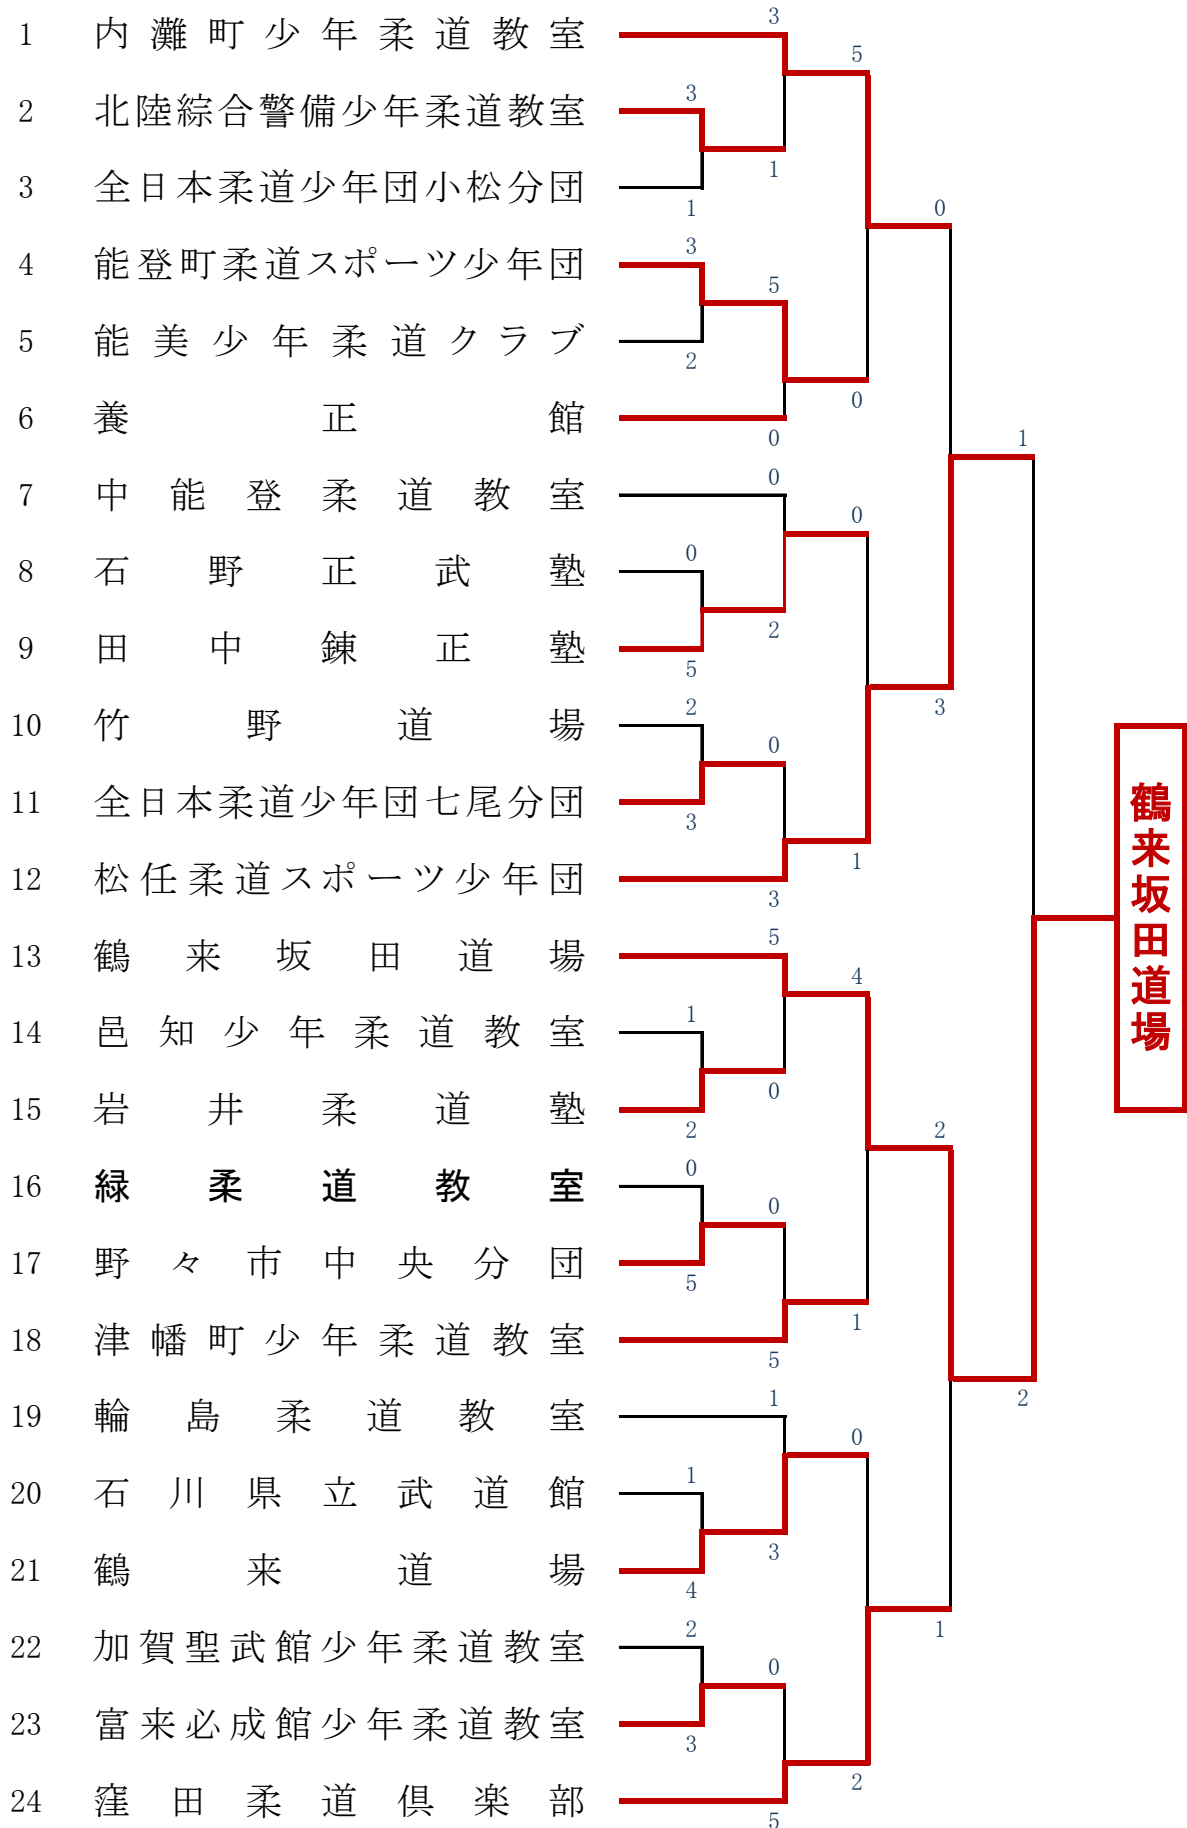 1 内灘町少年柔道教室
2 北陸綜合警備少年柔道教室
3 全日本柔道少年団小松分団
4 能登町柔道スポーツ少年団
5 能美少年柔道クラブ
6 養正館
7 中能登柔道教室
8 石野正武塾
9 田中錬正塾
10 竹野道場
11 全日本柔道少年団七尾分団
12 松任柔道スポーツ少年団
13 鶴来坂田道場
14 邑知少年柔道教室
15 岩井柔道塾
16 緑柔道教室
17 野々市中央分団
18 津幡町少年柔道教室
19 輪島柔道教室
20 石川県立武道館
21 鶴来道場
22 加賀聖武館少年柔道教室
23 富来必成館少年柔道教室
24 窪田柔道倶楽部
3
1
3
2
0
5
2
3
1
2
0
5
1
4
2
3
3
1
5
0
0
2
0
3
5
0
0
5
1
3
0
5
5
0
0
1
4
1
0
2
0
3
2
1
1
2
鶴来坂田道場